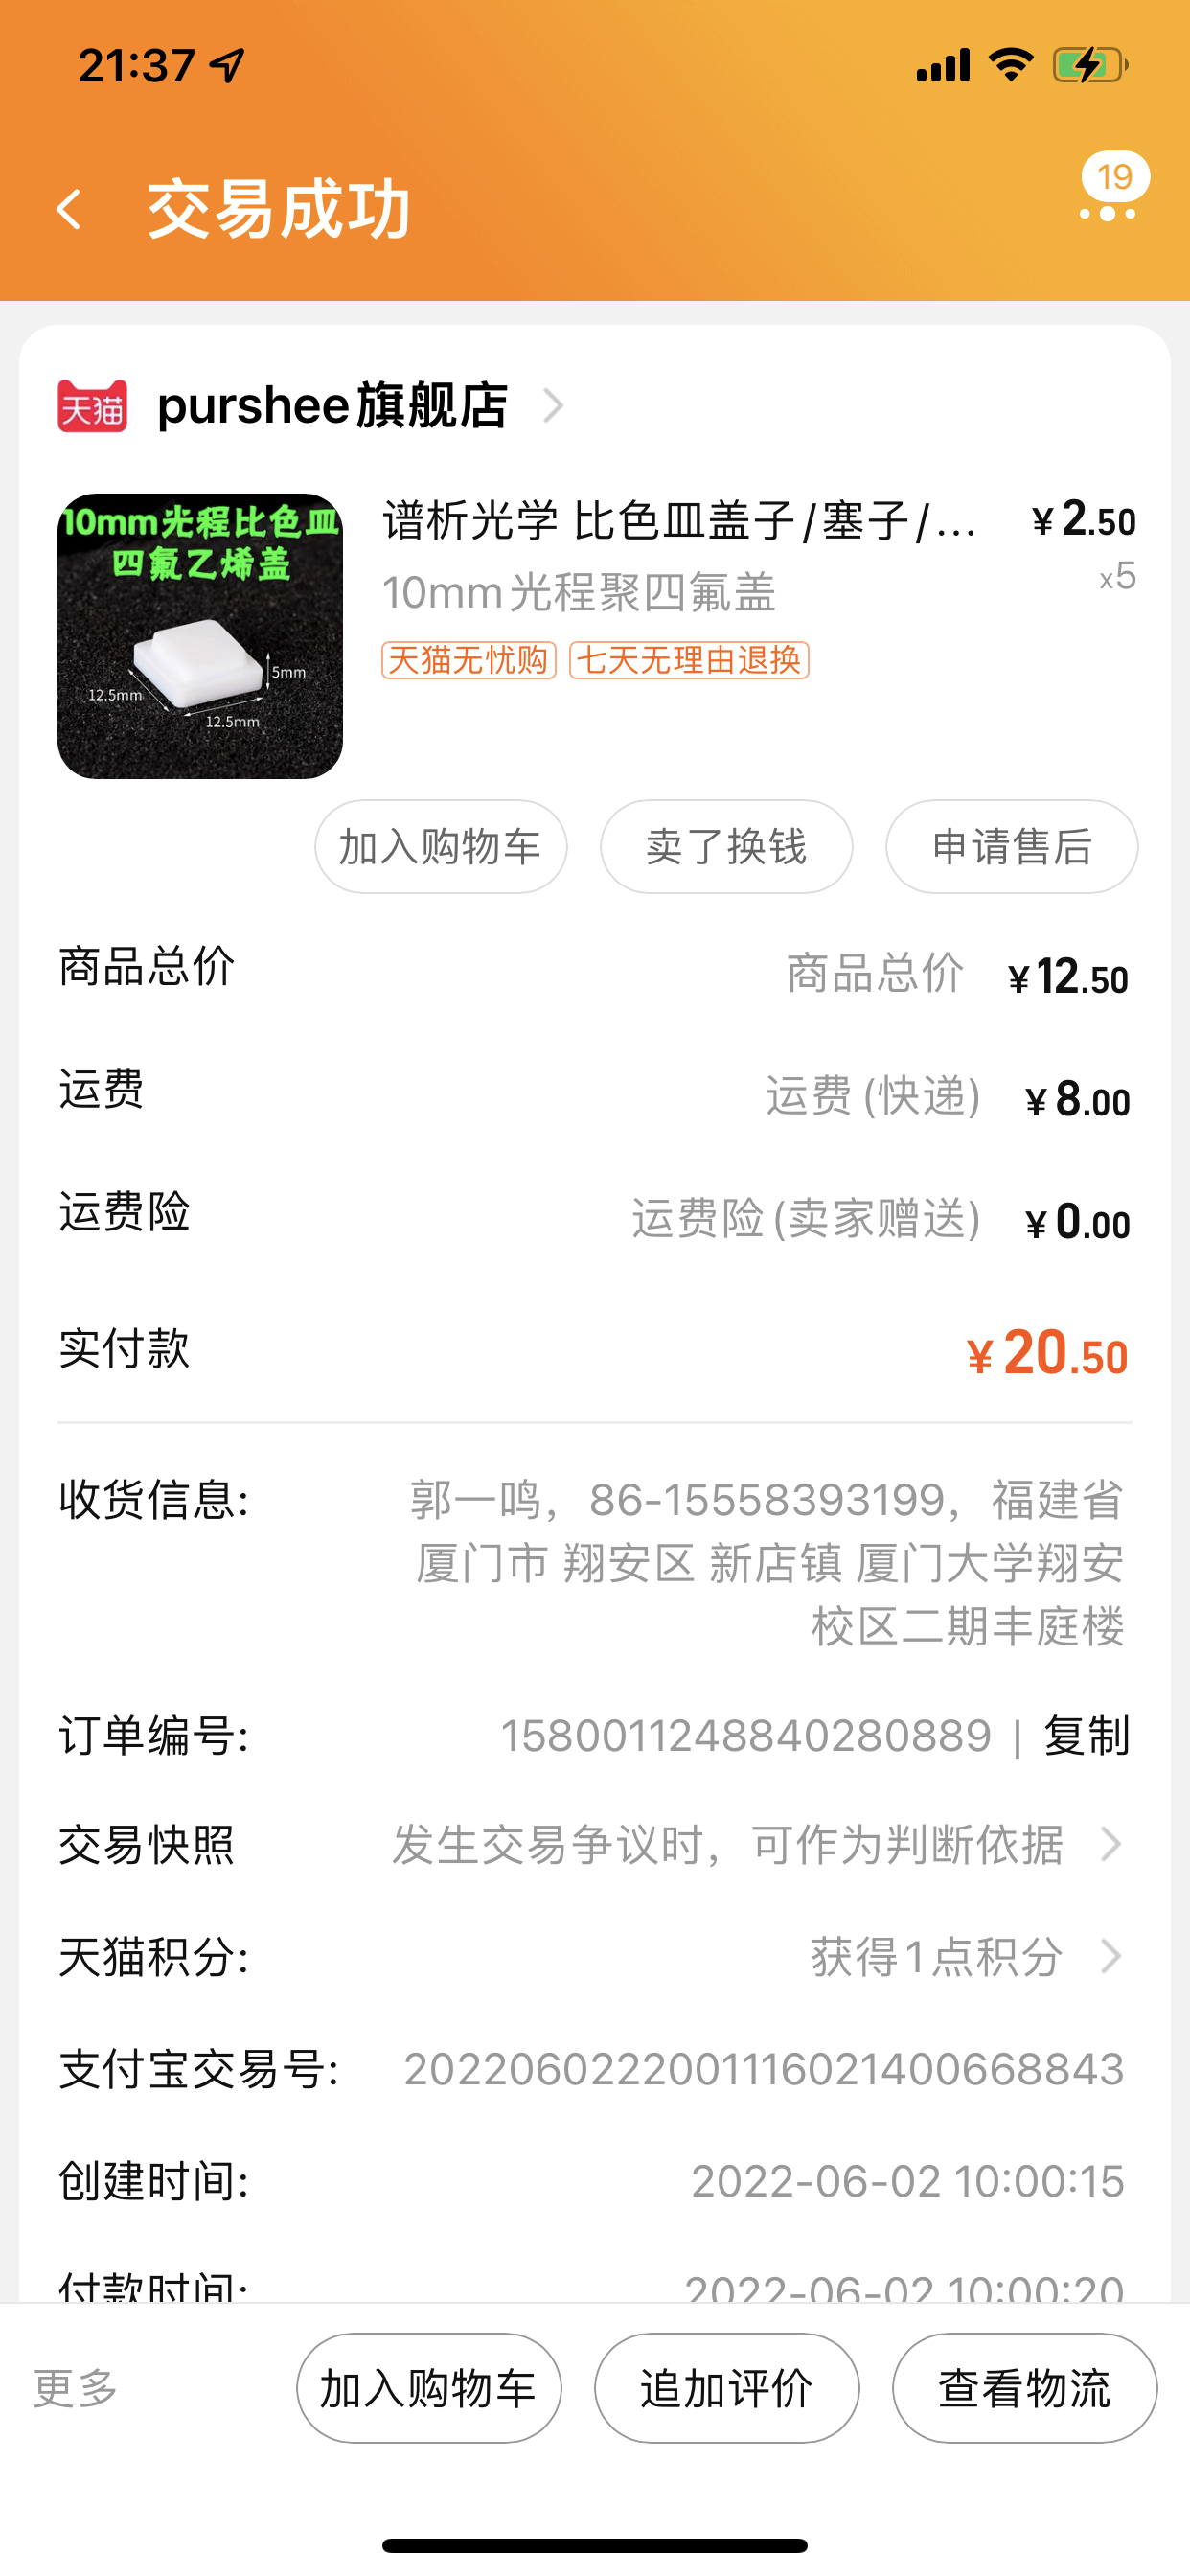 21:37
19
交易成功
天猫 purshee旗舰店
10mm光程比色皿
四氟乙烯盖
5mm
12.5mm
12.5mm
谱析光学 比色皿盖子/塞子/... ¥2.50
10mm光程聚四氟盖 x5
天猫无忧购 七天无理由退换
加入购物车 卖了换钱 申请售后
商品总价 商品总价 ¥12.50
运费 运费(快递) ¥8.00
运费险 运费险(卖家赠送) ¥0.00
实付款 ¥20.50
收货信息: 郭一鸣，86-15558393199，福建省
厦门市 翔安区 新店镇 厦门大学翔安
校区二期丰庭楼
订单编号: 1580011248840280889 | 复制
交易快照 发生交易争议时，可作为判断依据
天猫积分: 获得1点积分
支付宝交易号: 2022060222001116021400668843
创建时间: 2022-06-02 10:00:15
付款时间: 2022-06-02 10:00:20
更多 加入购物车 追加评价 查看物流